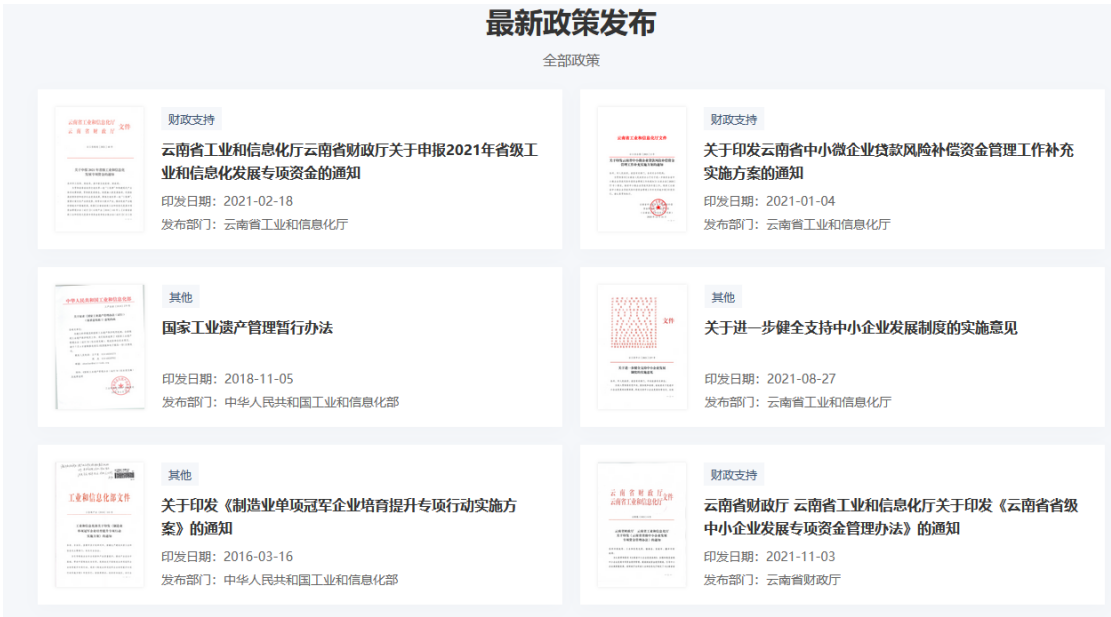 最新政策发布
全部政策
财政支持
云南省工业和信息化厅云南省财政厅关于申报2021年省级工
业和信息化发展专项资金的通知
印发日期：2021-02-18
发布部门：云南省工业和信息化厅
财政支持
关于印发云南省中小微企业贷款风险补偿资金管理工作补充
实施方案的通知
印发日期：2021-01-04
发布部门：云南省工业和信息化厅
其他
国家工业遗产管理暂行办法
印发日期：2018-11-05
发布部门：中华人民共和国工业和信息化部
其他
关于进一步健全支持中小企业发展制度的实施意见
印发日期：2021-08-27
发布部门：云南省工业和信息化厅
工业和信息化部文件
其他
关于印发《制造业单项冠军企业培育提升专项行动实施方
案》的通知
印发日期：2016-03-16
发布部门：中华人民共和国工业和信息化部
财政支持
云南省财政厅 云南省工业和信息化厅关于印发《云南省省级
中小企业发展专项资金管理办法》的通知
印发日期：2021-11-03
发布部门：云南省财政厅